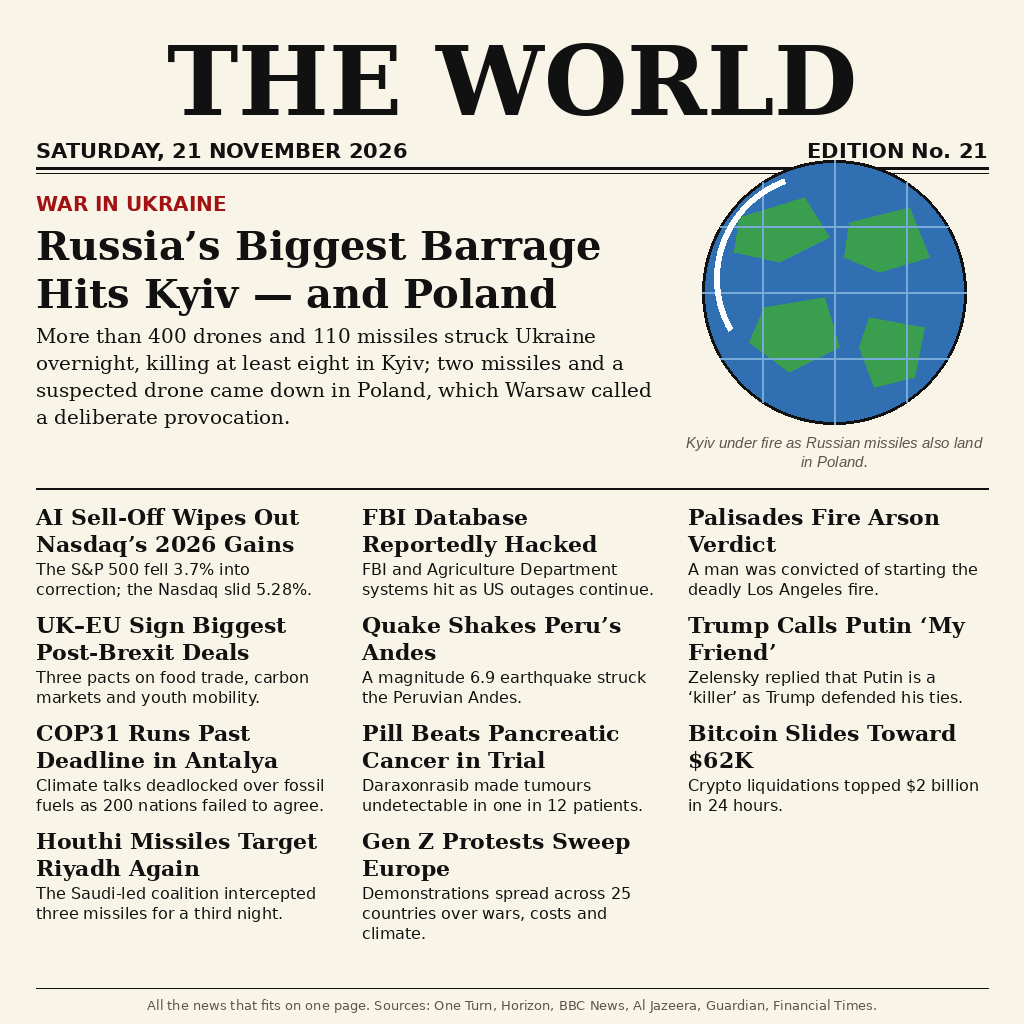 THE WORLD
SATURDAY, 21 NOVEMBER 2026
EDITION No. 21
WAR IN UKRAINE
Russia’s Biggest Barrage
Hits Kyiv — and Poland
More than 400 drones and 110 missiles struck Ukraine
overnight, killing at least eight in Kyiv; two missiles and a
suspected drone came down in Poland, which Warsaw called
a deliberate provocation.
Kyiv under fire as Russian missiles also land
in Poland.
AI Sell-Off Wipes Out
Nasdaq’s 2026 Gains
The S&P 500 fell 3.7% into
correction; the Nasdaq slid 5.28%.
UK–EU Sign Biggest
Post-Brexit Deals
Three pacts on food trade, carbon
markets and youth mobility.
COP31 Runs Past
Deadline in Antalya
Climate talks deadlocked over fossil
fuels as 200 nations failed to agree.
Houthi Missiles Target
Riyadh Again
The Saudi-led coalition intercepted
three missiles for a third night.
FBI Database
Reportedly Hacked
FBI and Agriculture Department
systems hit as US outages continue.
Quake Shakes Peru’s
Andes
A magnitude 6.9 earthquake struck
the Peruvian Andes.
Pill Beats Pancreatic
Cancer in Trial
Daraxonrasib made tumours
undetectable in one in 12 patients.
Gen Z Protests Sweep
Europe
Demonstrations spread across 25
countries over wars, costs and
climate.
Palisades Fire Arson
Verdict
A man was convicted of starting the
deadly Los Angeles fire.
Trump Calls Putin ‘My
Friend’
Zelensky replied that Putin is a
‘killer’ as Trump defended his ties.
Bitcoin Slides Toward
$62K
Crypto liquidations topped $2 billion
in 24 hours.
All the news that fits on one page. Sources: One Turn, Horizon, BBC News, Al Jazeera, Guardian, Financial Times.